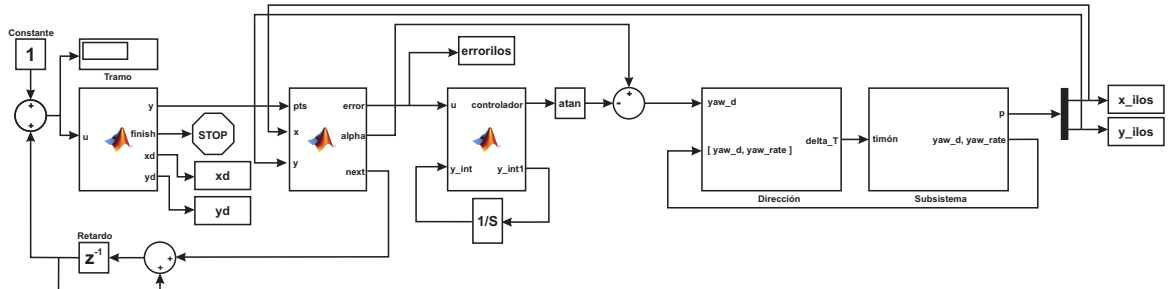 Constante
1
+
+
Tramo
u
y
finish
xd
yd
STOP
xd
yd
pts
x
y
error
alpha
next
errorilos
u
y_int
controlador
y_int1
1/S
atan
+
-
yaw_d
[ yaw_d, yaw_rate ]
delta_T
Dirección
timón
p
yaw_d, yaw_rate
Subsistema
x_ilos
y_ilos
Retardo
z-1
+
+